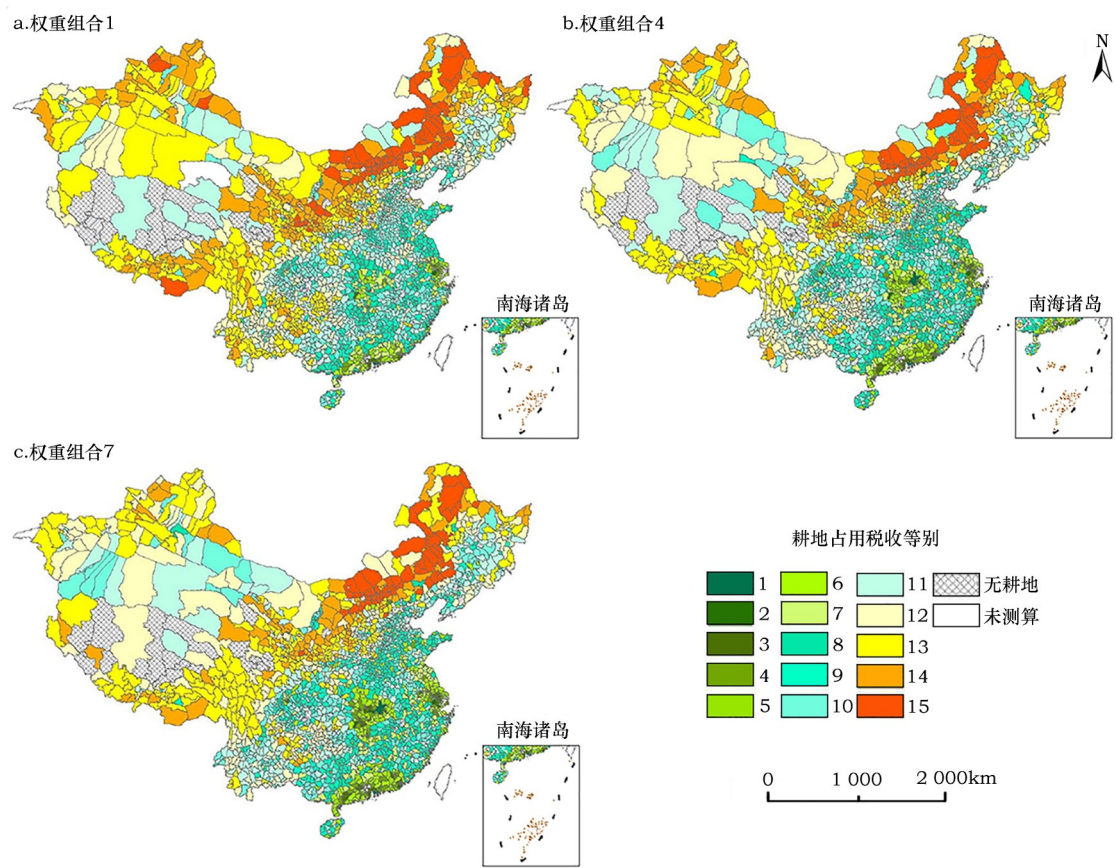 a.权重组合1
b.权重组合4
N
南海诸岛
南海诸岛
c.权重组合7
南海诸岛
耕地占用税收等别
1 6 11 无耕地
2 7 12 未测算
3 8 13
4 9 14
5 10 15
0 1 000 2 000km